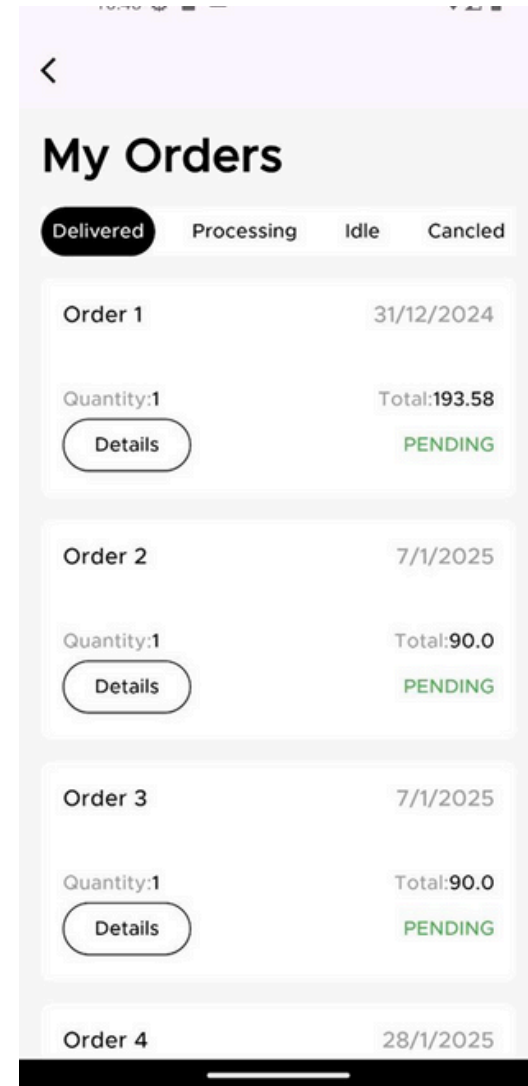 My Orders
Delivered Processing Idle Cancled
Order 1 31/12/2024
Quantity:1 Total:193.58
Details PENDING
Order 2 7/1/2025
Quantity:1 Total:90.0
Details PENDING
Order 3 7/1/2025
Quantity:1 Total:90.0
Details PENDING
Order 4 28/1/2025